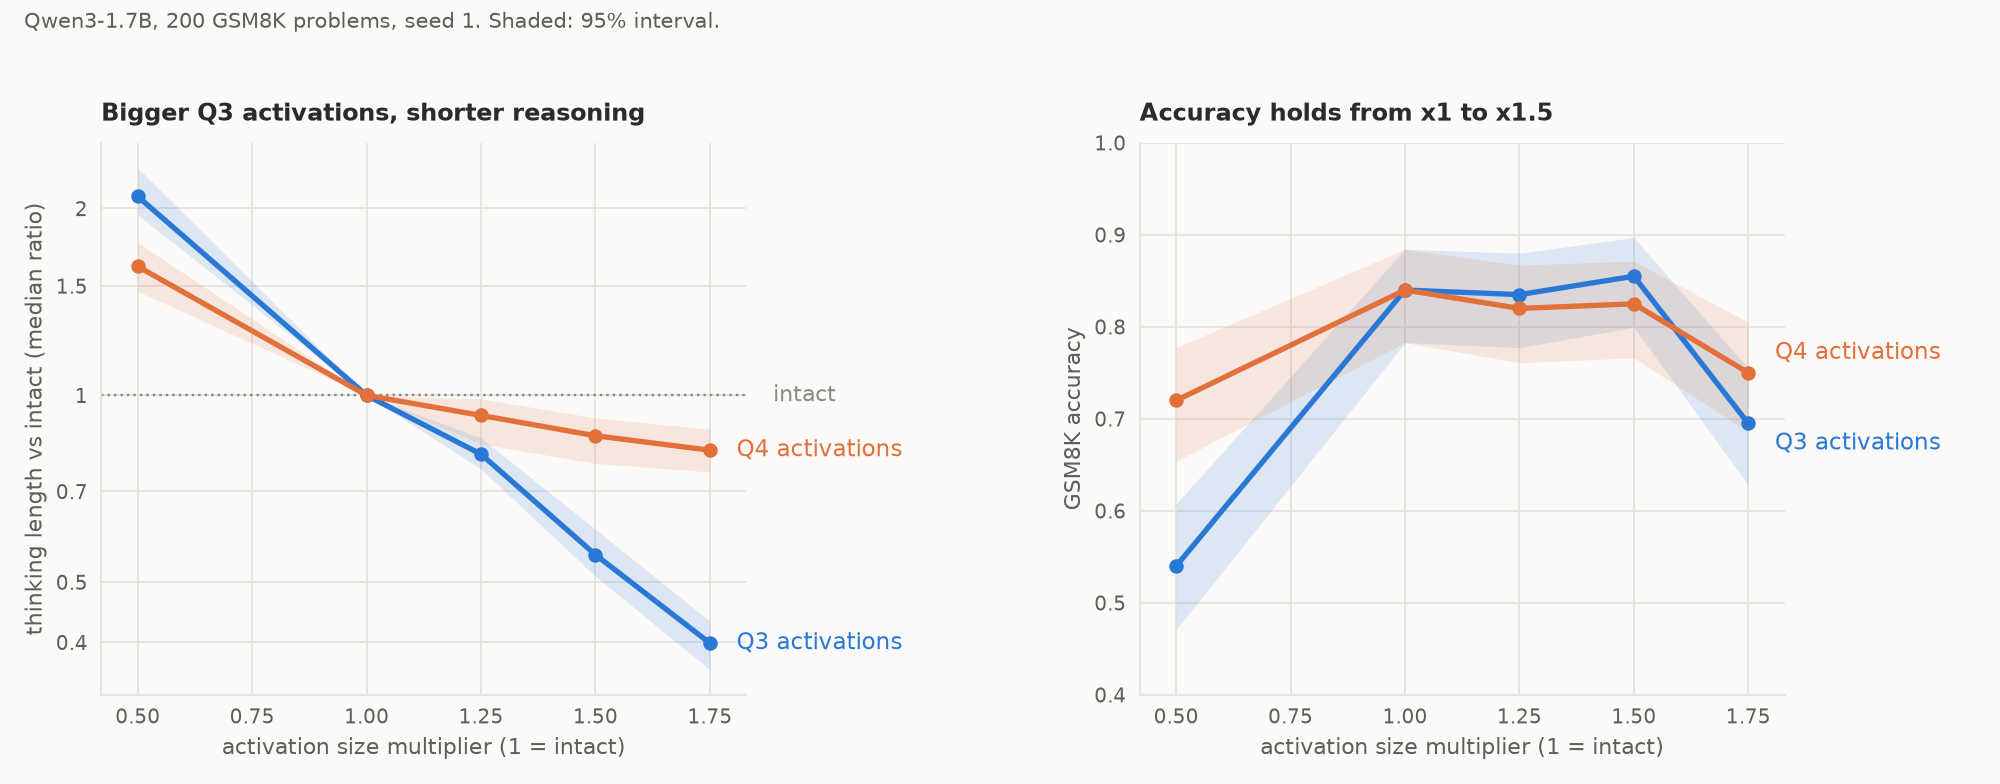 Qwen3-1.7B, 200 GSM8K problems, seed 1. Shaded: 95% interval.
Bigger Q3 activations, shorter reasoning
thinking length vs intact (median ratio)
2
1.5
1
0.7
0.5
0.4
intact
Q4 activations
Q3 activations
0.50 0.75 1.00 1.25 1.50 1.75
activation size multiplier (1 = intact)
Accuracy holds from x1 to x1.5
GSM8K accuracy
1.0
0.9
0.8
0.7
0.6
0.5
0.4
Q4 activations
Q3 activations
0.50 0.75 1.00 1.25 1.50 1.75
activation size multiplier (1 = intact)